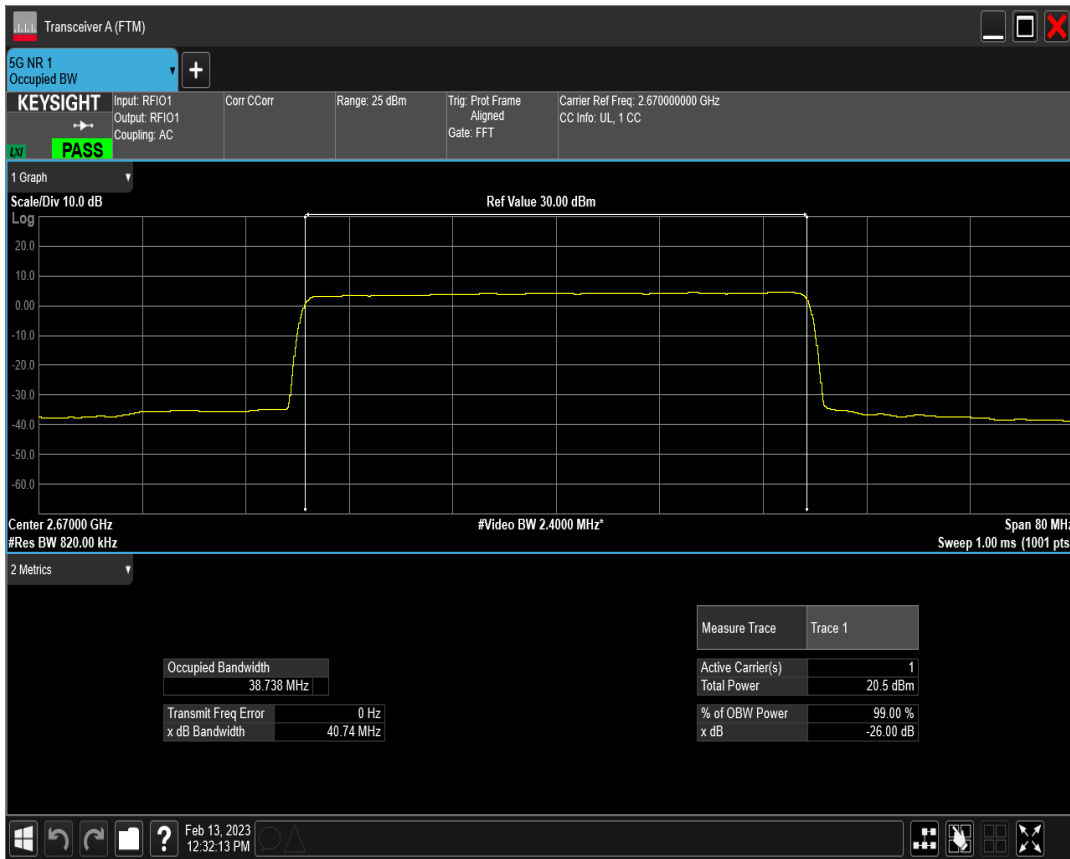 Transceiver A (FTM)
5G NR 1
Occupied BW
+
KEYSIGHT
LXI
PASS
Input: RFIO1
Output: RFIO1
Coupling: AC
Corr CCorr
Range: 25 dBm
Trig: Prot Frame
Aligned
Gate: FFT
Carrier Ref Freq: 2.670000000 GHz
CC Info: UL, 1 CC
1 Graph
Scale/Div 10.0 dB
Ref Value 30.00 dBm
Log
20.0
10.0
0.00
-10.0
-20.0
-30.0
-40.0
-50.0
-60.0
Center 2.67000 GHz
#Video BW 2.4000 MHz*
Span 80 MHz
#Res BW 820.00 kHz
Sweep 1.00 ms (1001 pts
2 Metrics
Measure Trace Trace 1
Occupied Bandwidth
38.738 MHz
Active Carrier(s) 1
Total Power 20.5 dBm
Transmit Freq Error 0 Hz
x dB Bandwidth 40.74 MHz
% of OBW Power 99.00 %
x dB -26.00 dB
?
Feb 13, 2023
12:32:13 PM